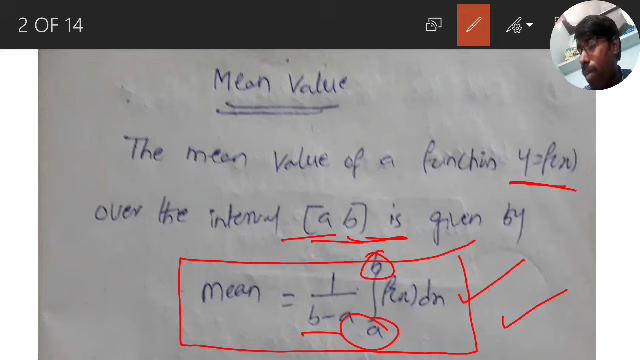 2 OF 14
Mean Value
The mean value of a function y=f(x)
over the interval [a b] is given by
mean = 1/(b-a) ∫_a^b f(x)dx